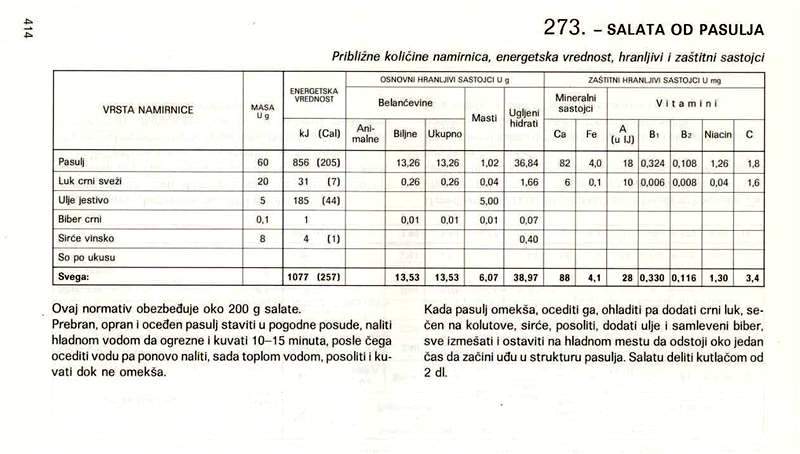 414
273. – SALATA OD PASULJA
Približne količine namirnica, energetska vrednost, hranljivi i zaštitni sastojci
VRSTA NAMIRNICE
MASA
U g
ENERGETSKA
VREDNOST
kJ (Cal)
OSNOVNI HRANLJIVI SASTOJCI U g
Belančevine
Ani-
malne
Biljne
Ukupno
Masti
Ugljeni
hidrati
ZAŠTITNI HRANLJIVI SASTOJCI U mg
Mineralni
sastojci
Ca
Fe
Vitamini
A
(u IJ)
B1
B2
Niacin
C
Pasulj 60 856 (205) 13,26 13,26 1,02 36,84 82 4,0 18 0,324 0,108 1,26 1,8
Luk crni sveži 20 31 (7) 0,26 0,26 0,04 1,66 6 0,1 10 0,006 0,008 0,04 1,6
Ulje jestivo 5 185 (44) 5,00
Biber crni 0,1 1 0,01 0,01 0,01 0,07
Sirće vinsko 8 4 (1) 0,40
So po ukusu
Svega: 1077 (257) 13,53 13,53 6,07 38,97 88 4,1 28 0,330 0,116 1,30 3,4
Ovaj normativ obezbeđuje oko 200 g salate.
Prebran, opran i oceđen pasulj staviti u pogodne posude, naliti
hladnom vodom da ogrezne i kuvati 10–15 minuta, posle čega
ocediti vodu pa ponovo naliti, sada toplom vodom, posoliti i ku-
vati dok ne omekša.
Kada pasulj omekša, ocediti ga, ohladiti pa dodati crni luk, se-
čen na kolutove, sirće, posoliti, dodati ulje i samleveni biber,
sve izmešati i ostaviti na hladnom mestu da odstoji oko jedan
čas da začini uđu u strukturu pasulja. Salatu deliti kutlačom od
2 dl.